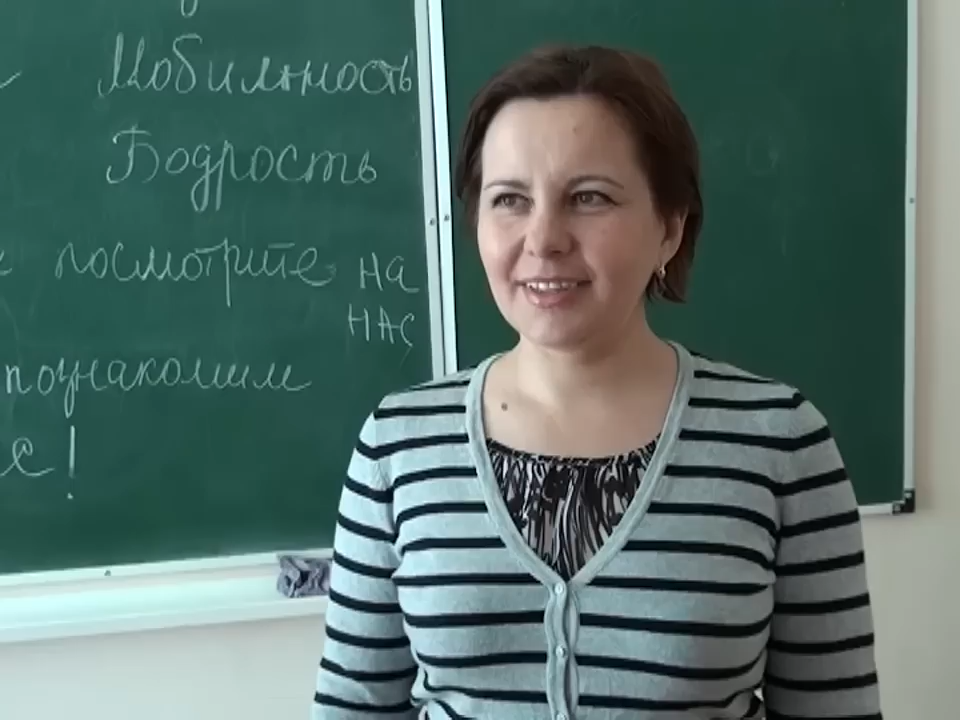 Мобильность
Бодрость
посмотрите на
нас
познакомим
е!